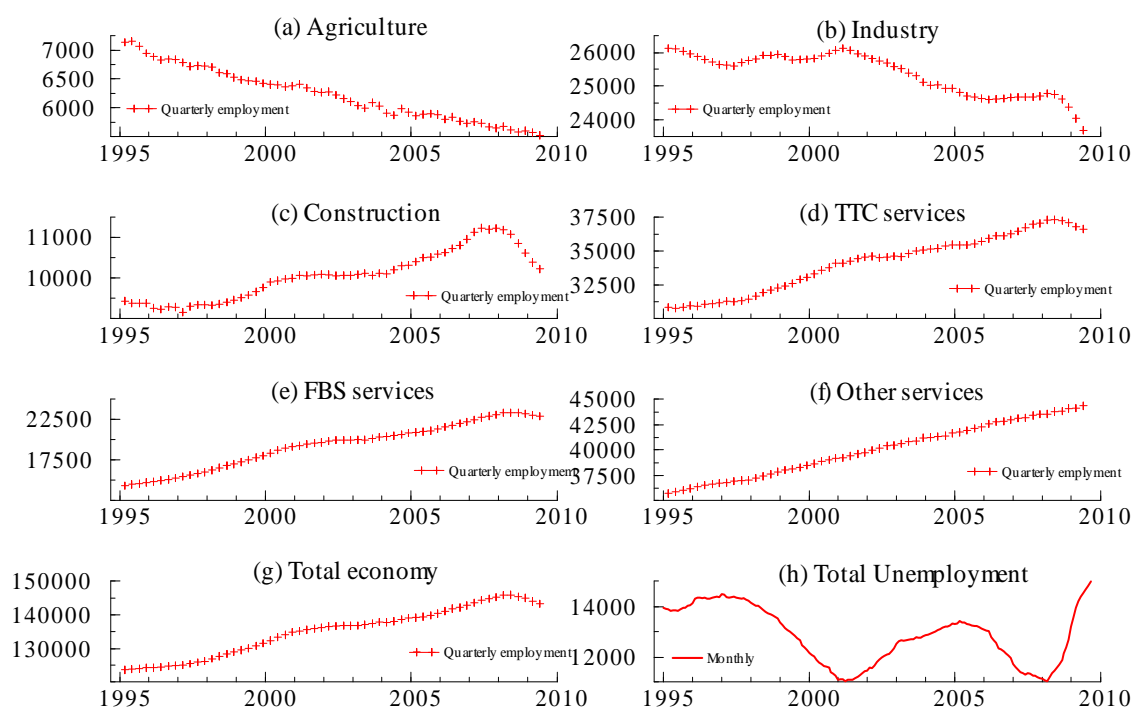 (a) Agriculture
7000
6500
6000
Quarterly employment
1995 2000 2005 2010
(b) Industry
26000
25000
24000
Quarterly employment
1995 2000 2005 2010
(c) Construction
11000
10000
Quarterly employment
1995 2000 2005 2010
(d) TTC services
37500
35000
32500
Quarterly employment
1995 2000 2005 2010
(e) FBS services
22500
17500
Quarterly employment
1995 2000 2005 2010
(f) Other services
45000
42500
40000
37500
Quarterly emplyment
1995 2000 2005 2010
(g) Total economy
150000
140000
130000
Quarterly employment
1995 2000 2005 2010
(h) Total Unemployment
14000
12000
Monthly
1995 2000 2005 2010